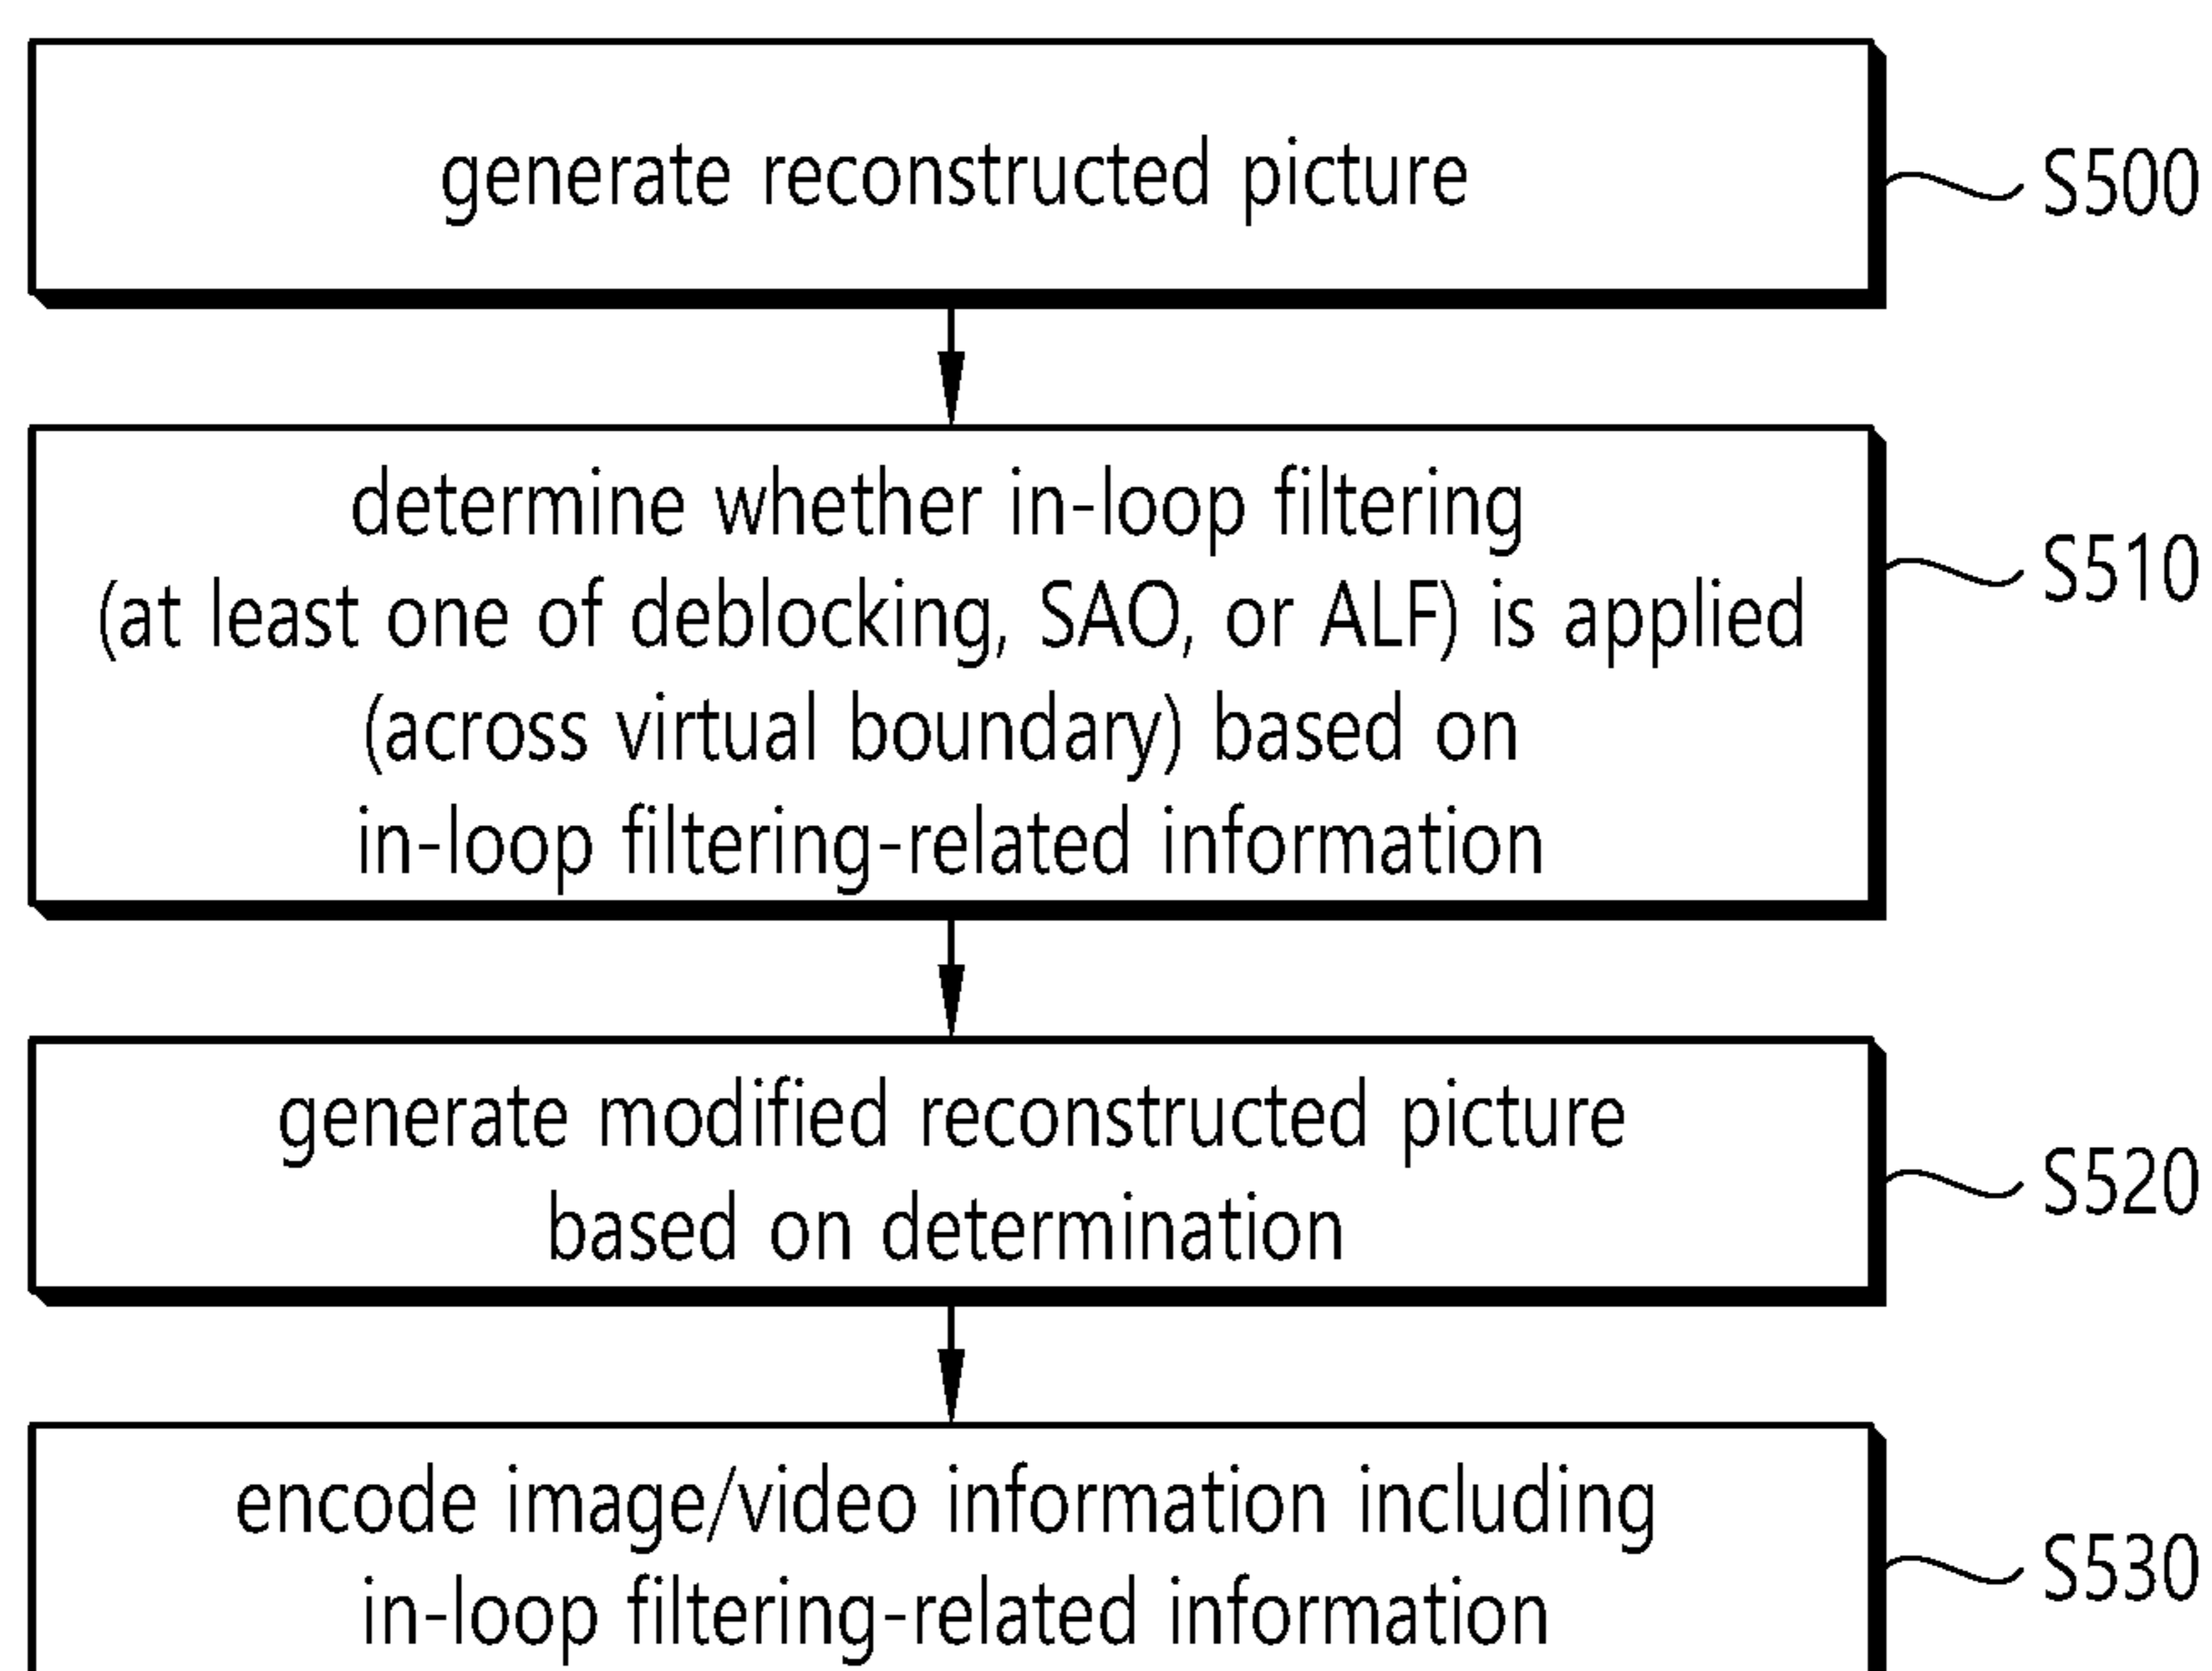 generate reconstructed picture
S500
determine whether in-loop filtering
(at least one of deblocking, SAO, or ALF) is applied
(across virtual boundary) based on
in-loop filtering-related information
S510
generate modified reconstructed picture
based on determination
S520
encode image/video information including
in-loop filtering-related information
S530